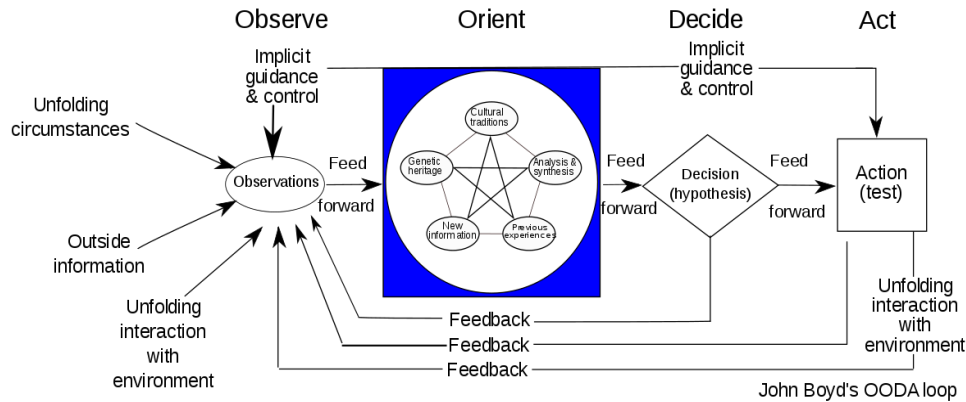 Observe
Orient
Decide
Act
Implicit
guidance
& control
Implicit
guidance
& control
Unfolding
circumstances
Observations
Outside
information
Unfolding
interaction
with
environment
Feed
forward
Cultural
traditions
Genetic
heritage
Analysis &
synthesis
New
information
Previous
experiences
Feed
forward
Decision
(hypothesis)
Feed
forward
Action
(test)
Unfolding
interaction
with
environment
Feedback
Feedback
Feedback
John Boyd's OODA loop